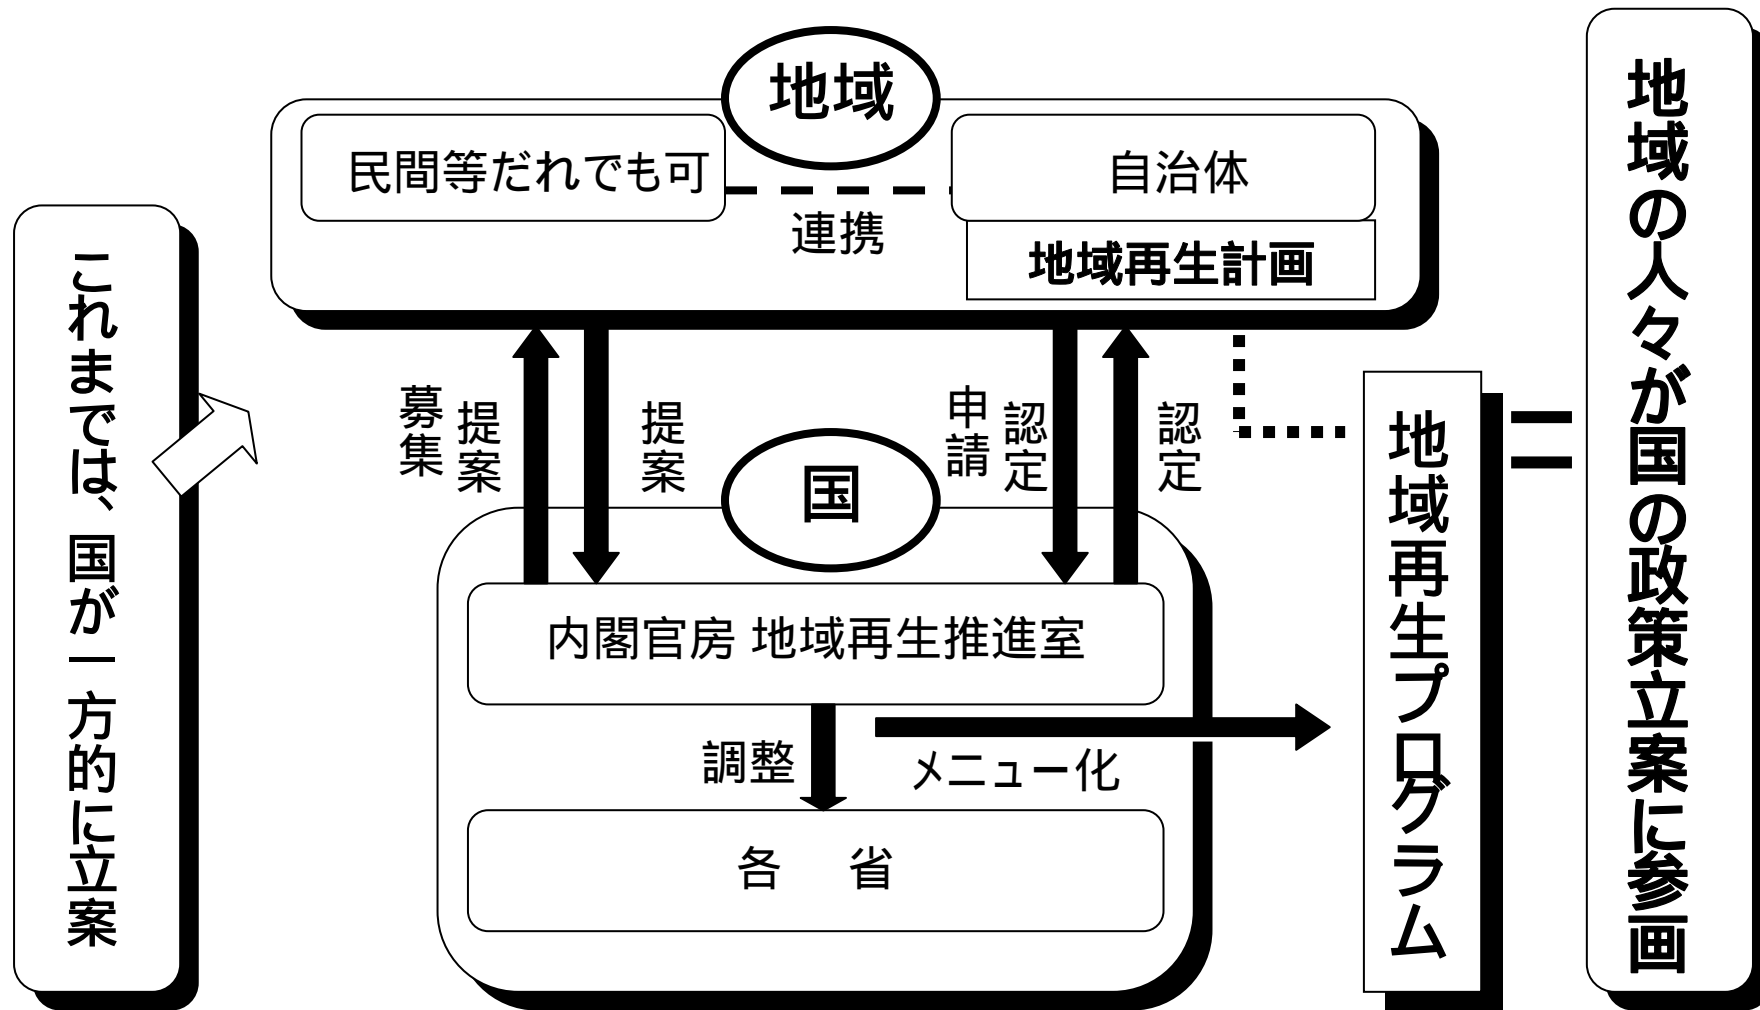 地域
民間等だれでも可
自治体
連携
地域再生計画
これまでは、国が一方的に立案
提案
募集
提案
認定
申請
認定
国
内閣官房 地域再生推進室
調整
メニュー化
各 省
地域再生プログラム
＝
地域の人々が国の政策立案に参画